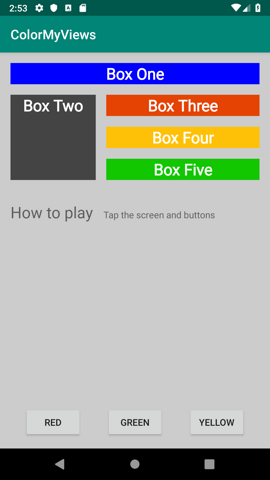 2:53
ColorMyViews
Box One
Box Two
Box Three
Box Four
Box Five
How to play Tap the screen and buttons
RED GREEN YELLOW